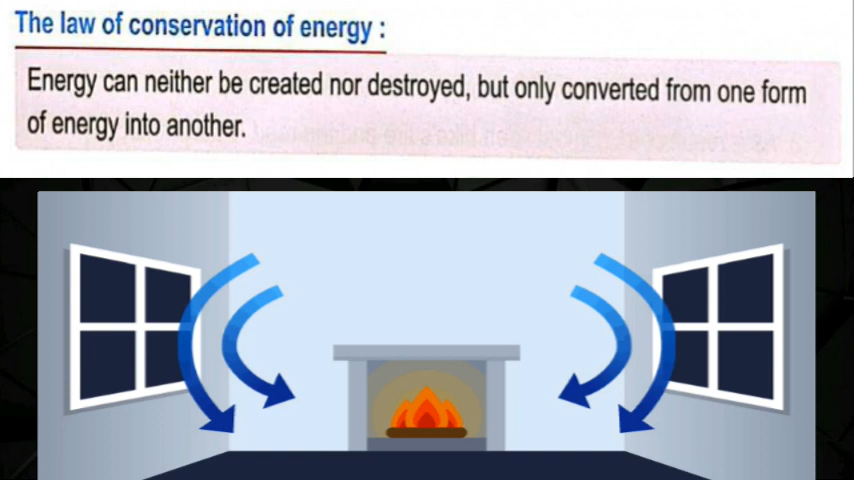 The law of conservation of energy :
Energy can neither be created nor destroyed, but only converted from one form
of energy into another.